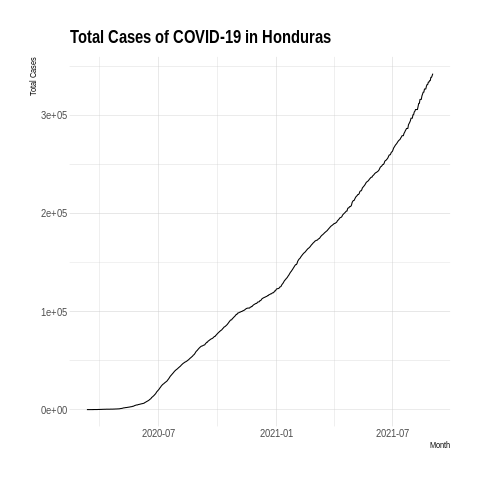 Total Cases of COVID-19 in Honduras
Total Cases
3e+05
2e+05
1e+05
0e+00
2020-07 2021-01 2021-07
Month